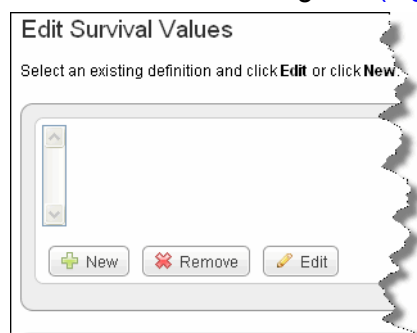 Edit Survival Values
Select an existing definition and click Edit or click New.
New Remove Edit